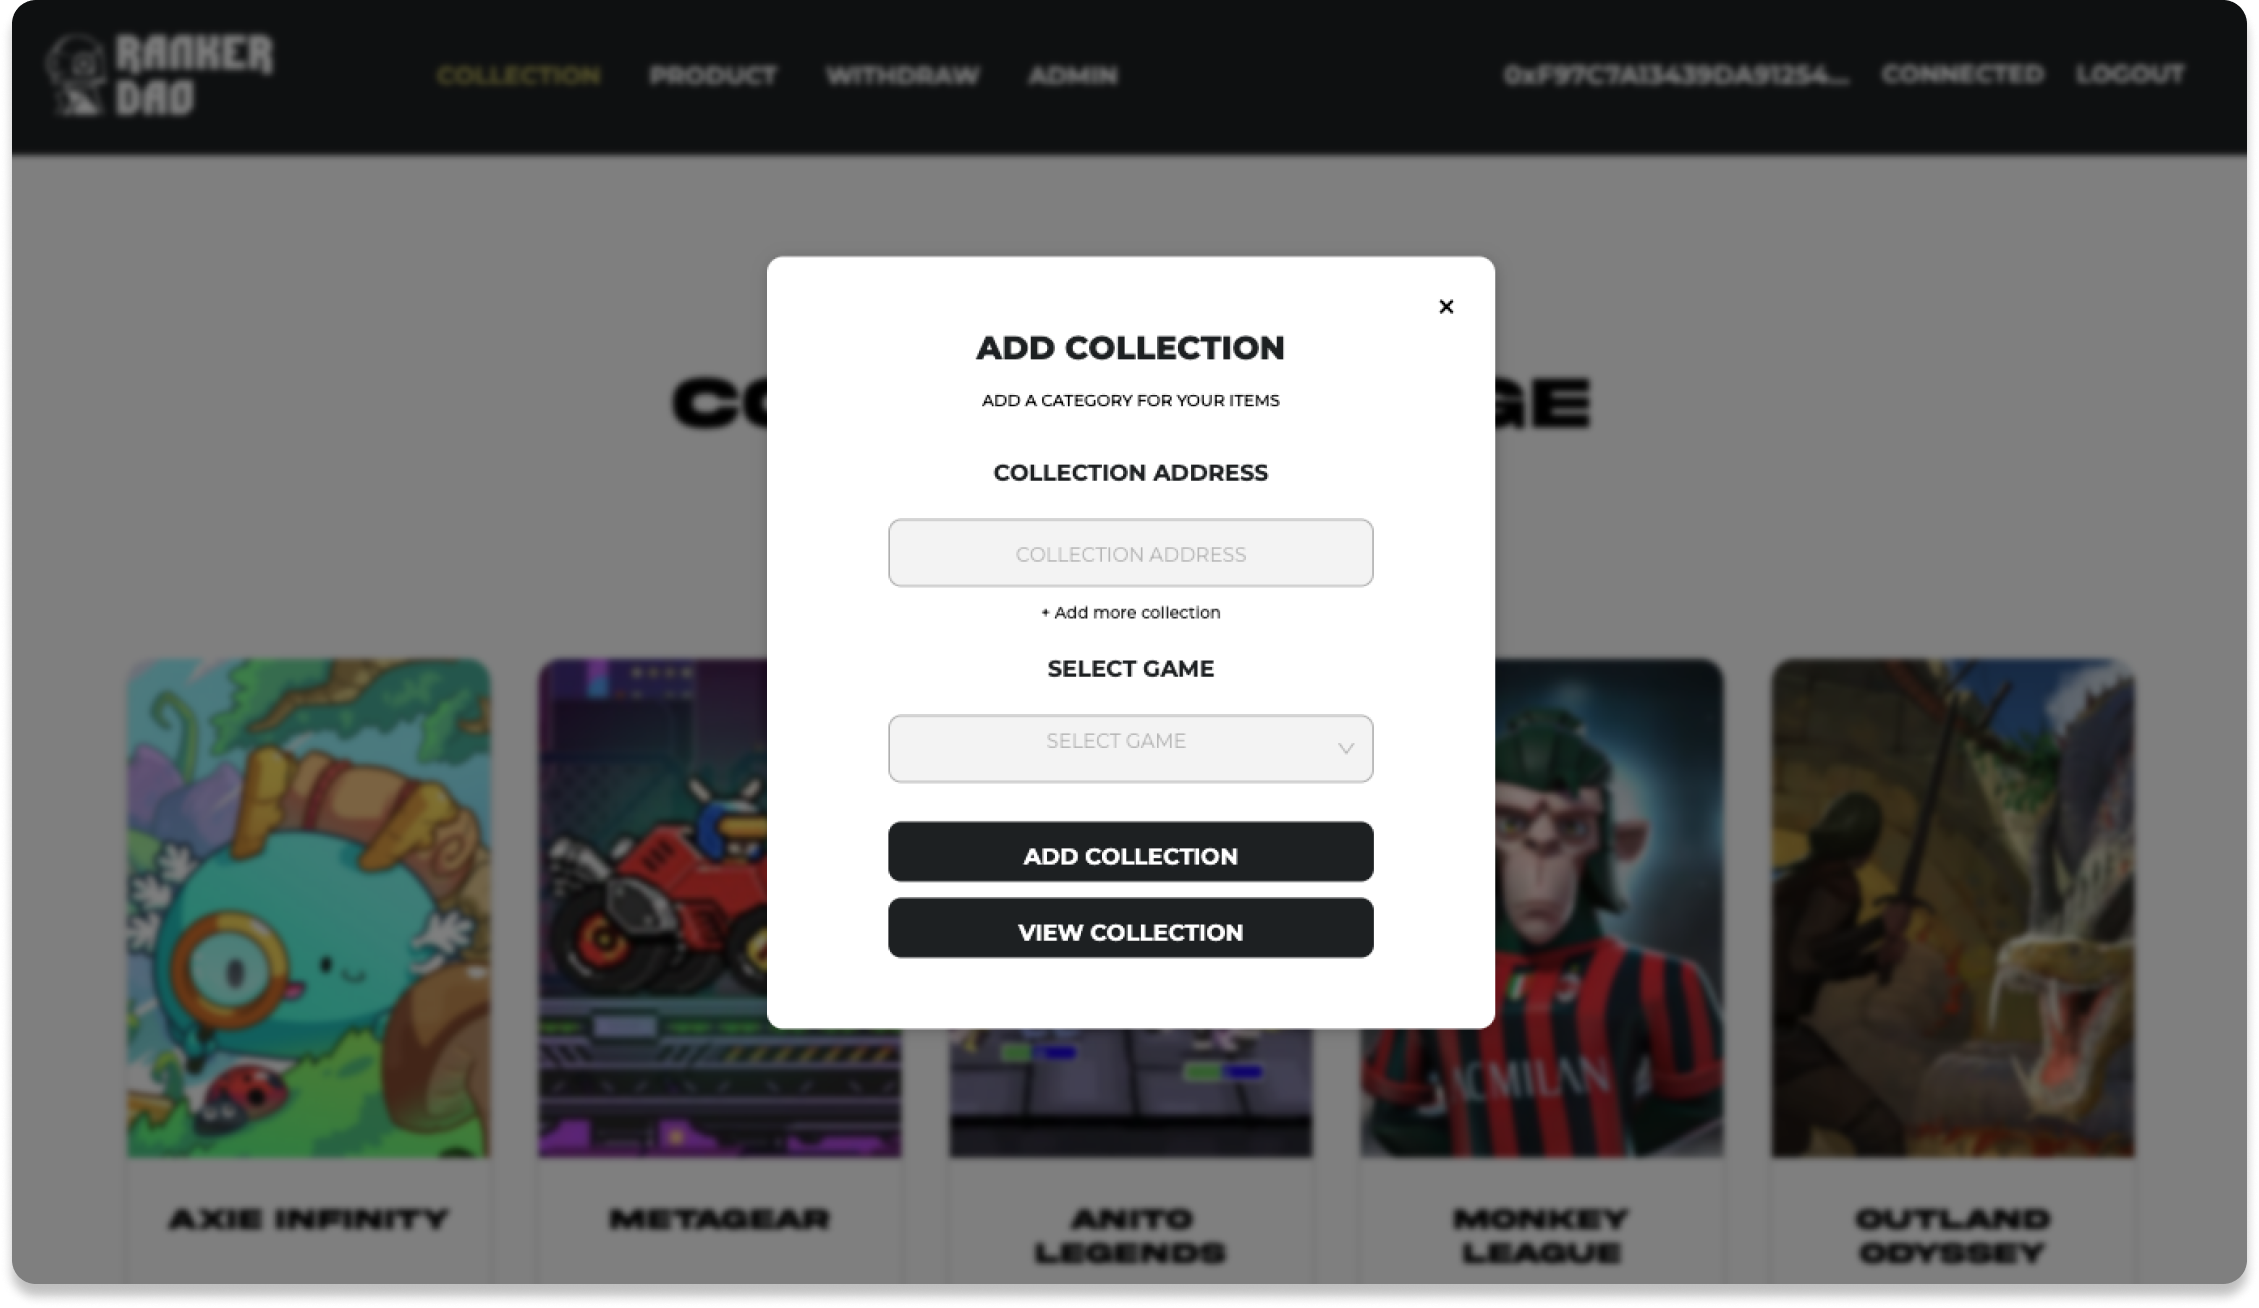 RANKER
DAO
COLLECTION PRODUCT WITHDRAW ADMIN
0xF97C7A13439DA91254... CONNECTED LOGOUT
×
ADD COLLECTION
ADD A CATEGORY FOR YOUR ITEMS
COLLECTION ADDRESS
COLLECTION ADDRESS
+ Add more collection
SELECT GAME
SELECT GAME
ADD COLLECTION
VIEW COLLECTION
ACMILAN
AXIE INFINITY
METAGEAR
ANITO
LEGENDS
MONKEY
LEAGUE
OUTLAND
ODYSSEY